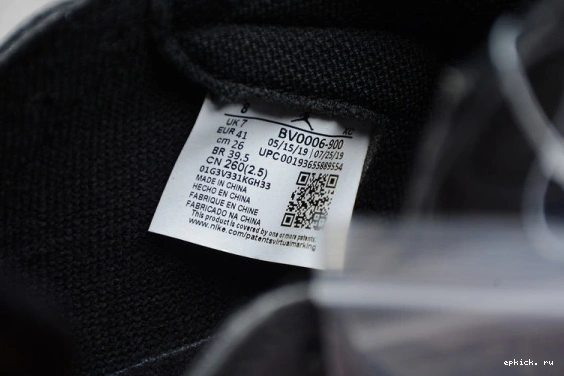 8 XC
UK 7 BV0006-900
EUR 41 05/15/19 | 07/25/19
cm 26 UPC 00193655889554
BR 39.5
CN 260(2.5)
01G3V331KGH33
MADE IN CHINA
HECHO EN CHINA
FABRIQUE EN CHINE
FABRICADO NA CHINA
This product is covered by one or more patents:
www.nike.com/patentsvirtualmarking
epkick. ru